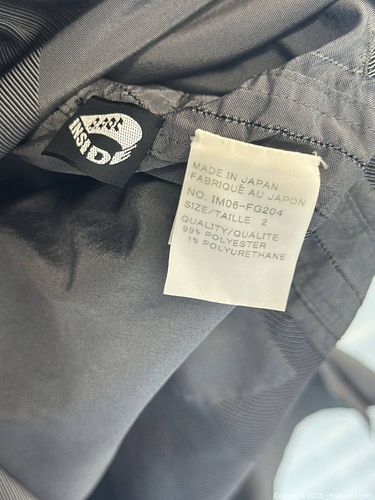 INSIDE
MADE IN JAPAN
FABRIQUÉ AU JAPON
NO. IM06-FG204
SIZE/TAILLE 2
QUALITY/QUALITE
99% POLYESTER
1% POLYURETHANE